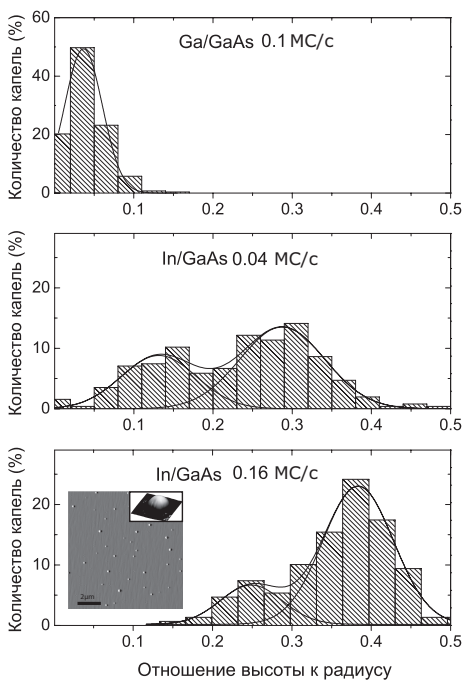 Количество капель (%)
60
40
20
0
Ga/GaAs 0.1 МС/с
0.1 0.2 0.3 0.4 0.5
Количество капель (%)
20
10
0
In/GaAs 0.04 МС/с
0.1 0.2 0.3 0.4 0.5
Количество капель (%)
20
10
0
In/GaAs 0.16 МС/с
2μm
0.1 0.2 0.3 0.4 0.5
Отношение высоты к радиусу